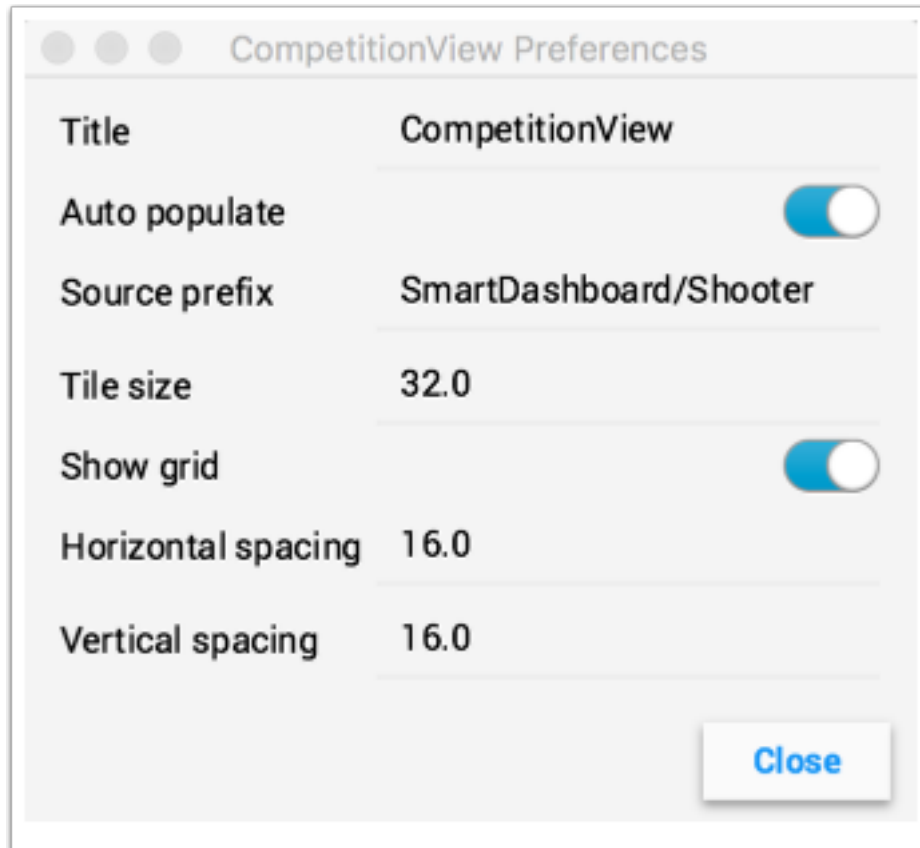 CompetitionView Preferences
Title CompetitionView
Auto populate
Source prefix SmartDashboard/Shooter
Tile size 32.0
Show grid
Horizontal spacing 16.0
Vertical spacing 16.0
Close